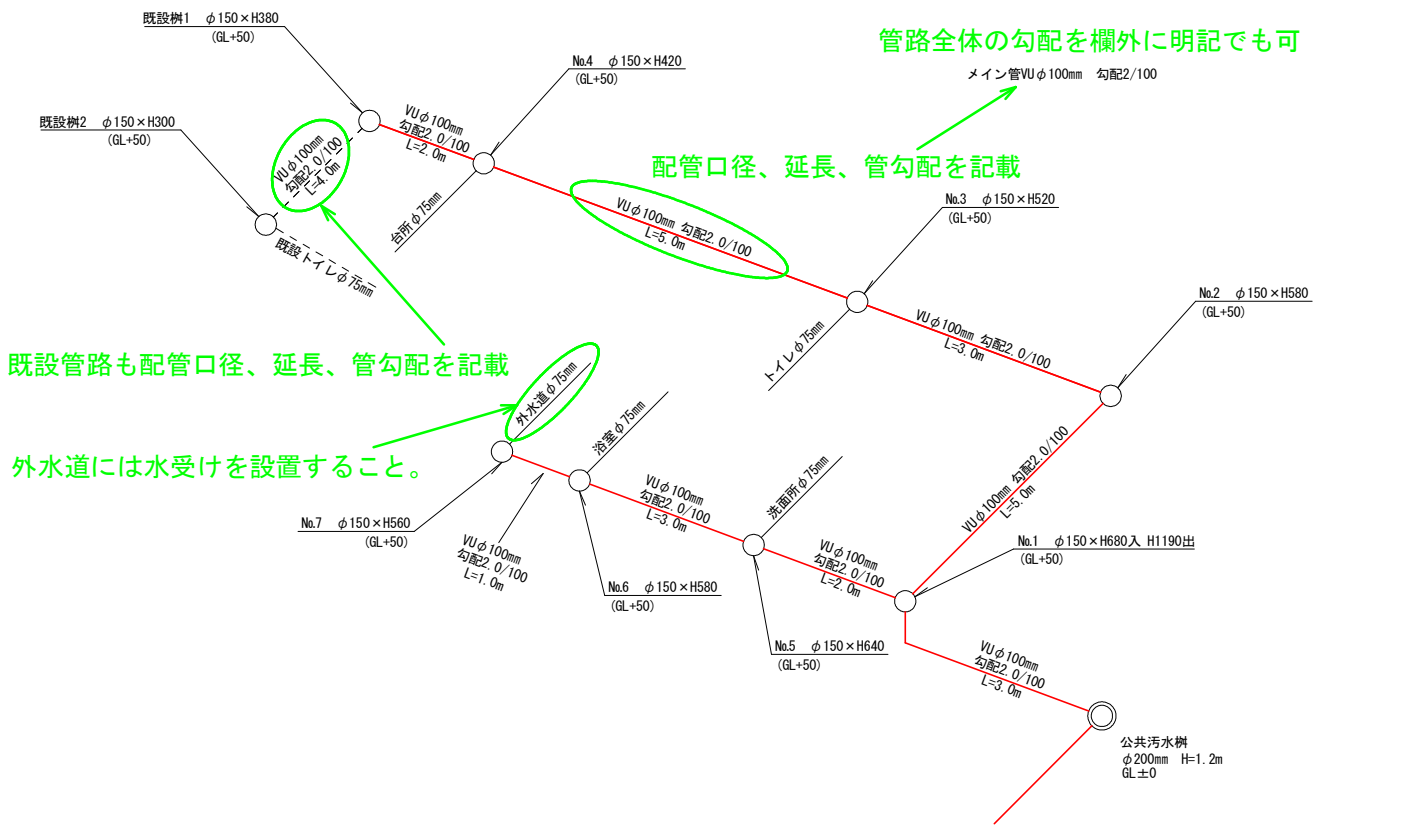 既設桝1　φ150×H380
(GL+50)
管路全体の勾配を欄外に明記でも可
メイン管VUφ100mm　勾配2/100
No.4　φ150×H420
(GL+50)
既設桝2　φ150×H300
(GL+50)
VUφ100mm
勾配2.0/100
L=2.0m
VUφ100mm
勾配2.0/100
L=4.0m
配管口径、延長、管勾配を記載
台所φ75mm
VUφ100mm 勾配2.0/100
L=5.0m
No.3　φ150×H520
(GL+50)
既設トイレφ75mm
No.2　φ150×H580
(GL+50)
VUφ100mm 勾配2.0/100
L=3.0m
トイレφ75mm
既設管路も配管口径、延長、管勾配を記載
外水道φ75mm
浴室φ75mm
外水道には水受けを設置すること。
洗面所φ75mm
VUφ100mm 勾配2.0/100
L=5.0m
No.7　φ150×H560
(GL+50)
VUφ100mm
勾配2.0/100
L=1.0m
VUφ100mm
勾配2.0/100
L=3.0m
VUφ100mm
勾配2.0/100
L=2.0m
No.1　φ150×H680入 H1190出
(GL+50)
No.6　φ150×H580
(GL+50)
No.5　φ150×H640
(GL+50)
VUφ100mm
勾配2.0/100
L=3.0m
公共汚水桝
φ200mm　H=1.2m
GL±0